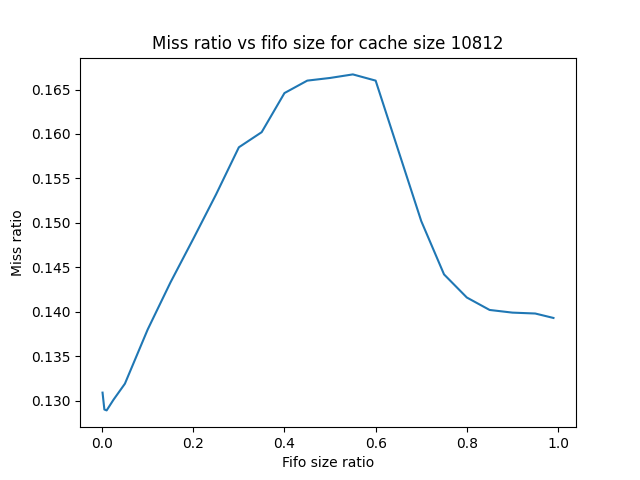 Miss ratio vs fifo size for cache size 10812
0.165
0.160
0.155
0.150
0.145
0.140
0.135
0.130
Miss ratio
0.0 0.2 0.4 0.6 0.8 1.0
Fifo size ratio